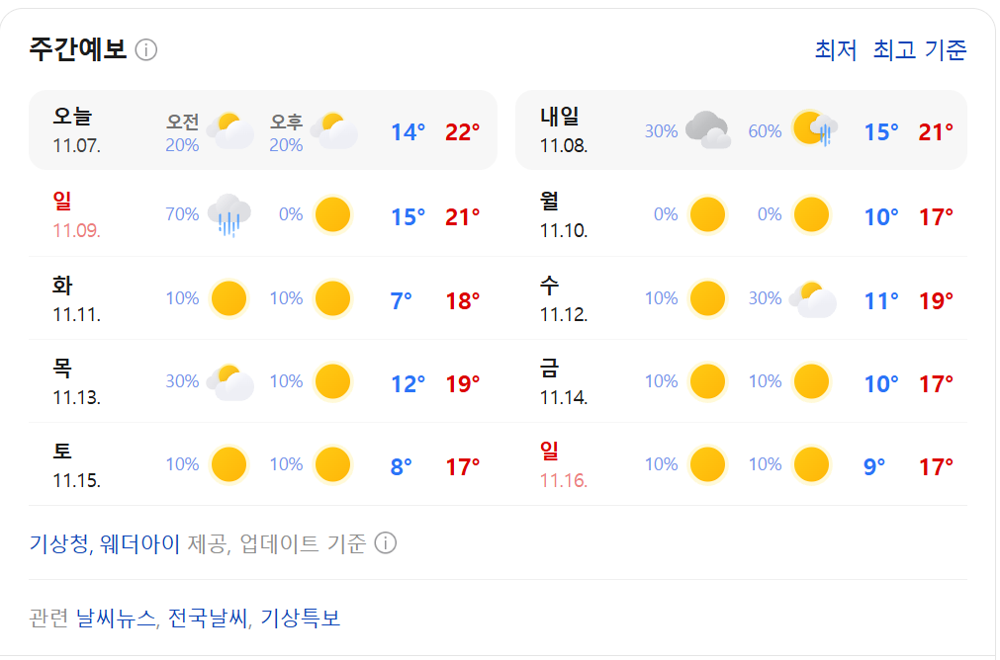 주간예보
최저 최고 기준
오늘 11.07. 오전 20% 오후 20% 14° 22°
내일 11.08. 30% 60% 15° 21°
일 11.09. 70% 0% 15° 21°
월 11.10. 0% 0% 10° 17°
화 11.11. 10% 10% 7° 18°
수 11.12. 10% 30% 11° 19°
목 11.13. 30% 10% 12° 19°
금 11.14. 10% 10% 10° 17°
토 11.15. 10% 10% 8° 17°
일 11.16. 10% 10% 9° 17°
기상청, 웨더아이 제공, 업데이트 기준
관련 날씨뉴스, 전국날씨, 기상특보